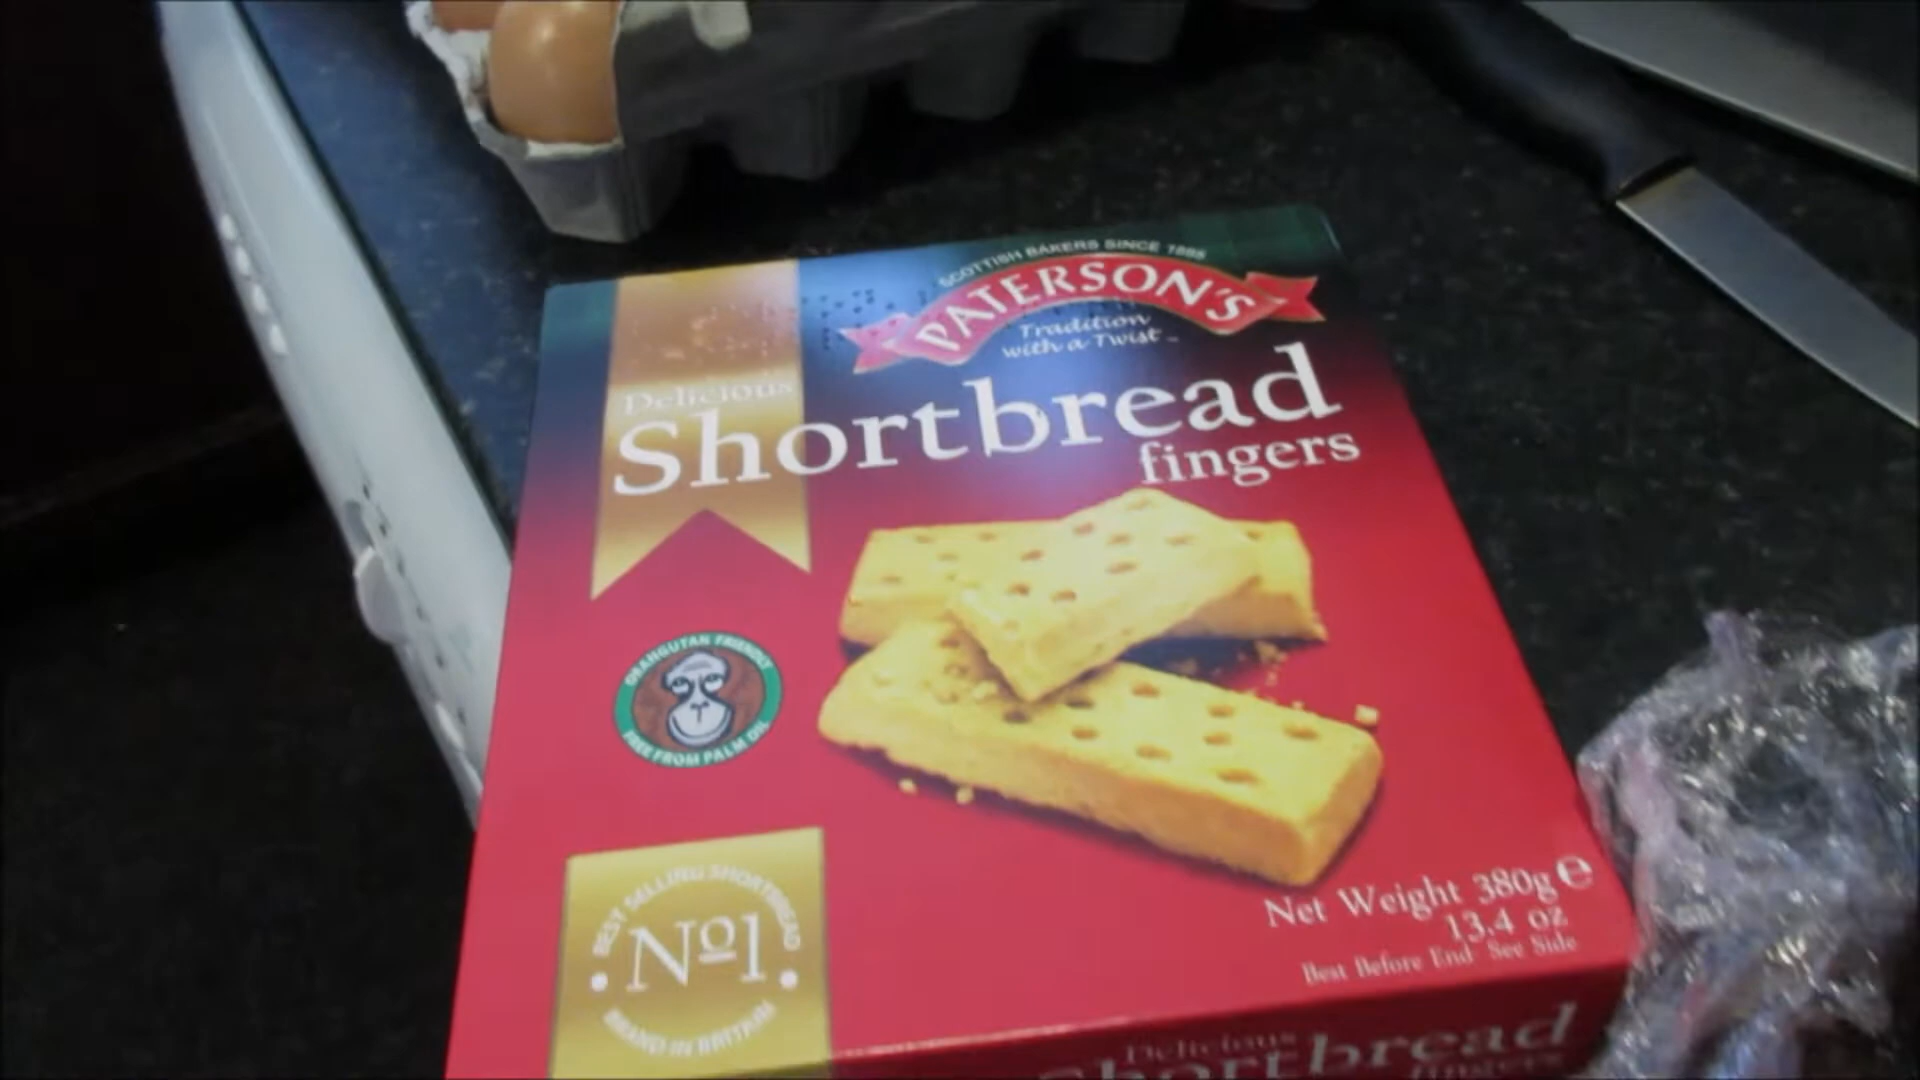 SCOTTISH BAKERS SINCE 1885
PATERSON'S
Tradition
with a Twist
Delicious
Shortbread
fingers
ORANGUTAN FRIENDLY
FREE FROM PALM OIL
BEST SELLING SHORTBREAD
No1
BRAND IN BRITAIN
Net Weight 380g e
13.4 oz
Best Before End See Side
Delicious
shortbread
fingers